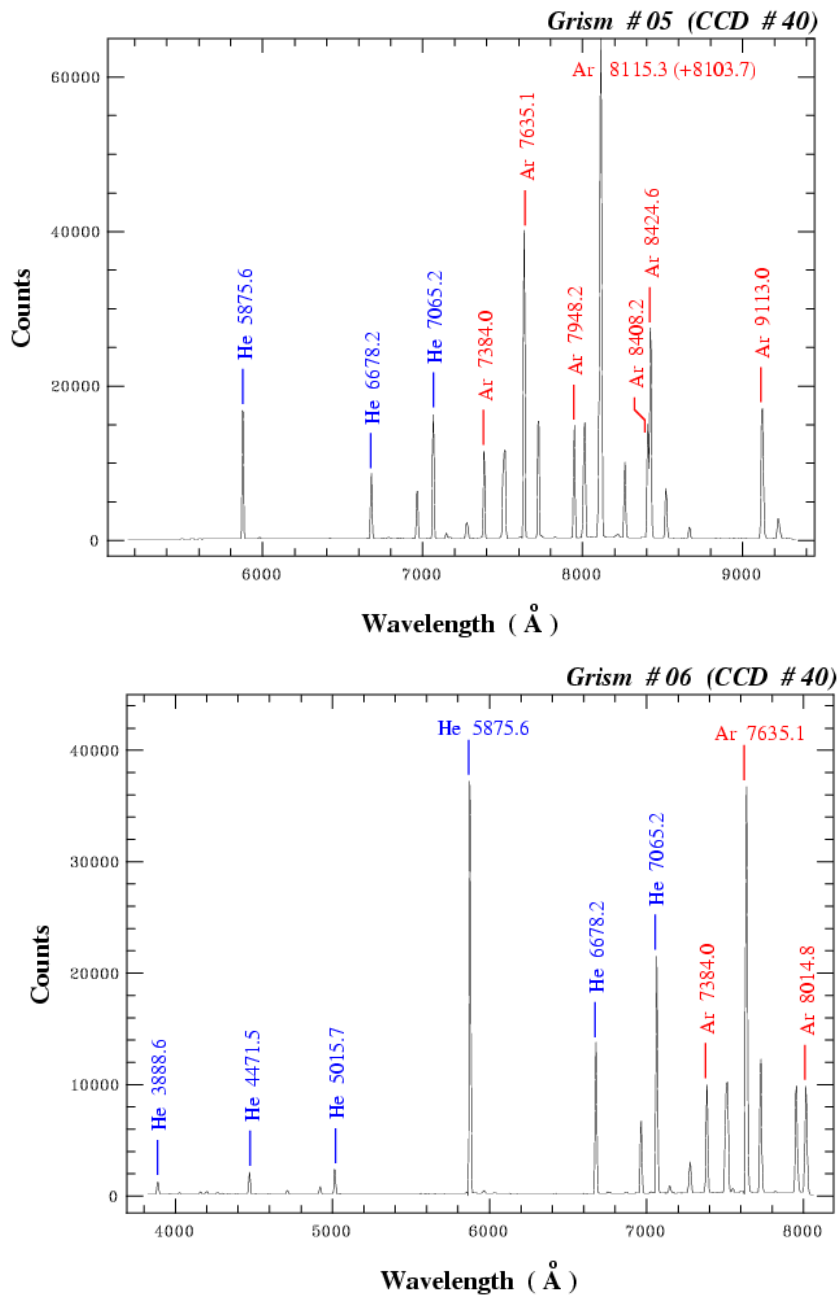 Grism # 05 (CCD # 40)
60000
40000
20000
0
Counts
He 5875.6
He 6678.2
He 7065.2
Ar 7384.0
Ar 7635.1
Ar 7948.2
Ar 8115.3 (+8103.7)
Ar 8408.2
Ar 8424.6
Ar 9113.0
6000 7000 8000 9000
Wavelength ( Å )
Grism # 06 (CCD # 40)
40000
30000
20000
10000
0
Counts
He 3888.6
He 4471.5
He 5015.7
He 5875.6
He 6678.2
He 7065.2
Ar 7384.0
Ar 7635.1
Ar 8014.8
4000 5000 6000 7000 8000
Wavelength ( Å )